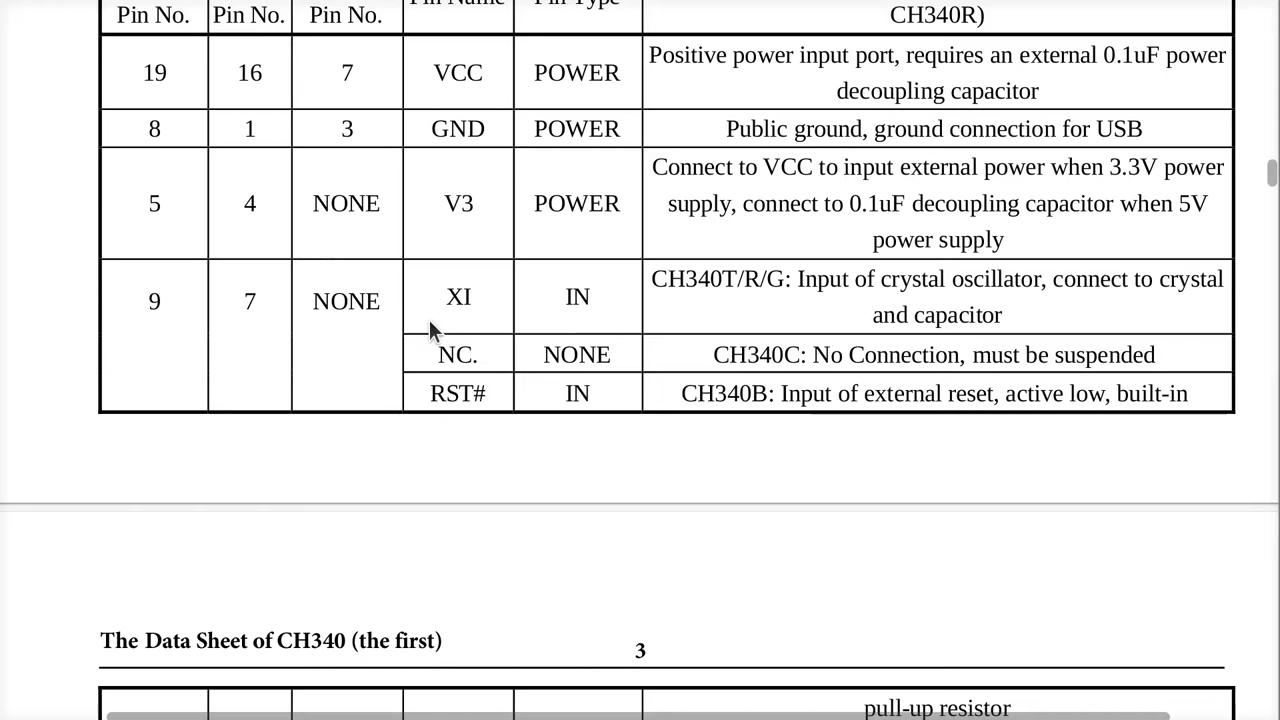 Pin No. Pin No. Pin No. Pin Name Pin Type CH340R)
19 16 7 VCC POWER Positive power input port, requires an external 0.1uF power
decoupling capacitor
8 1 3 GND POWER Public ground, ground connection for USB
5 4 NONE V3 POWER Connect to VCC to input external power when 3.3V power
supply, connect to 0.1uF decoupling capacitor when 5V
power supply
9 7 NONE XI IN CH340T/R/G: Input of crystal oscillator, connect to crystal
and capacitor
NC. NONE CH340C: No Connection, must be suspended
RST# IN CH340B: Input of external reset, active low, built-in
The Data Sheet of CH340 (the first)
3
pull-up resistor